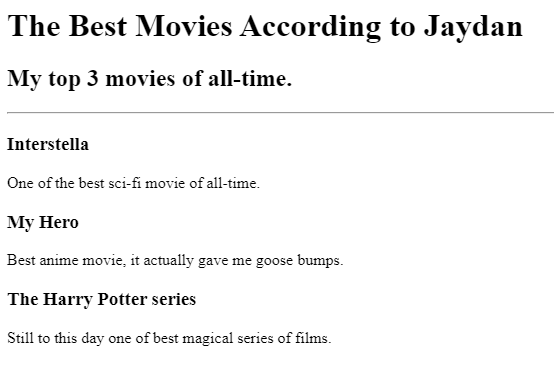 The Best Movies According to Jaydan
My top 3 movies of all-time.
Interstella
One of the best sci-fi movie of all-time.
My Hero
Best anime movie, it actually gave me goose bumps.
The Harry Potter series
Still to this day one of best magical series of films.